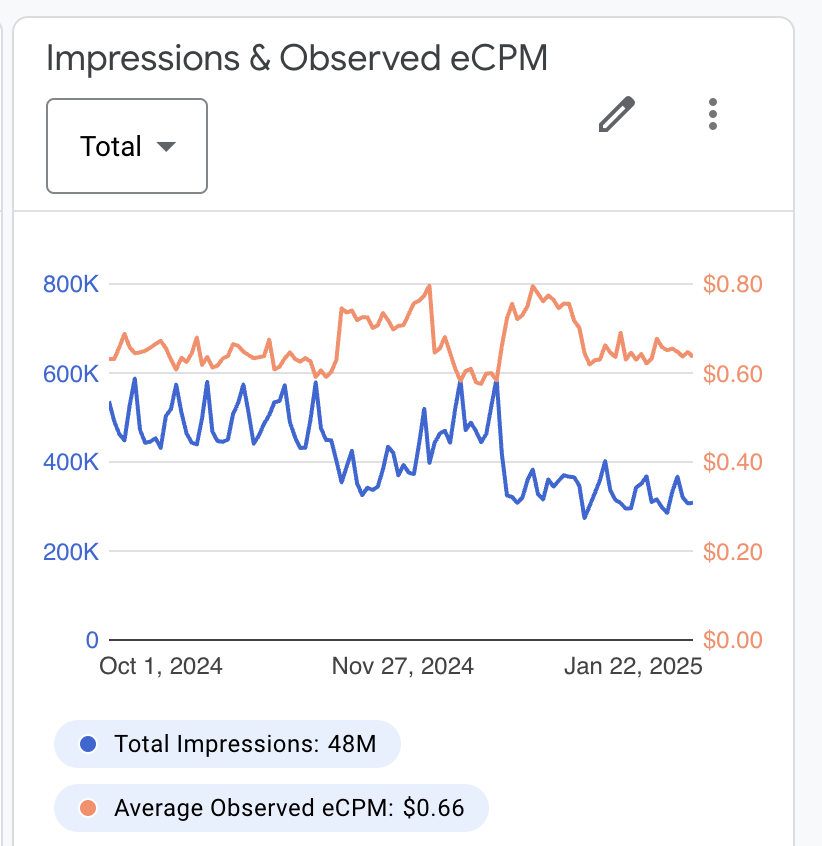 Impressions & Observed eCPM
Total
800K $0.80
600K $0.60
400K $0.40
200K $0.20
0 $0.00
Oct 1, 2024 Nov 27, 2024 Jan 22, 2025
Total Impressions: 48M
Average Observed eCPM: $0.66